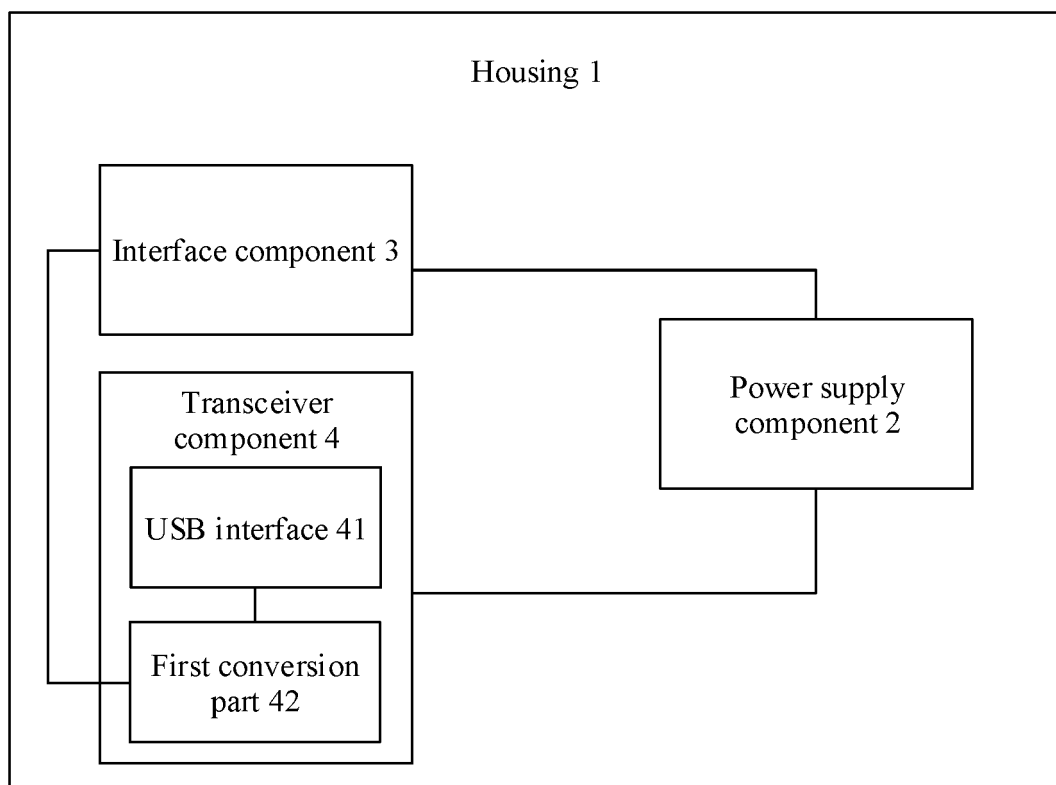 Housing 1
Interface component 3
Power supply
component 2
Transceiver
component 4
USB interface 41
First conversion
part 42